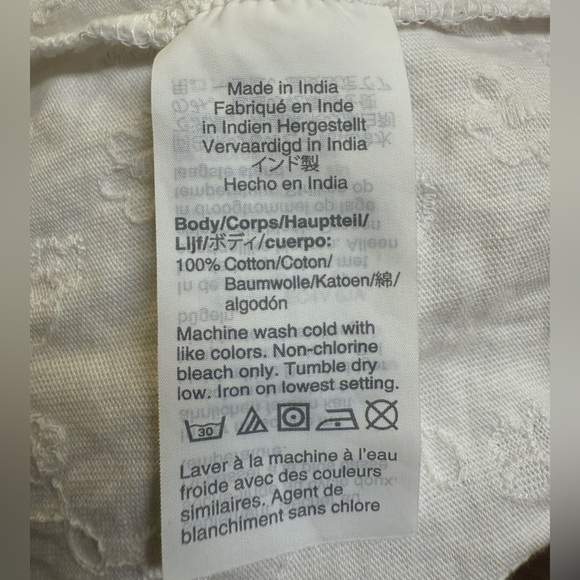 Made in India
Fabriqué en Inde
in Indien Hergestellt
Vervaardigd in India
インド製
Hecho en India
Body/Corps/Hauptteil/
Lijf/ボディ/cuerpo:
100% Cotton/Coton/
Baumwolle/Katoen/綿/
algodón
Machine wash cold with
like colors. Non-chlorine
bleach only. Tumble dry
low. Iron on lowest setting.
30
Laver à la machine à l'eau
froide avec des couleurs
similaires. Agent de
blanchiment sans chlore